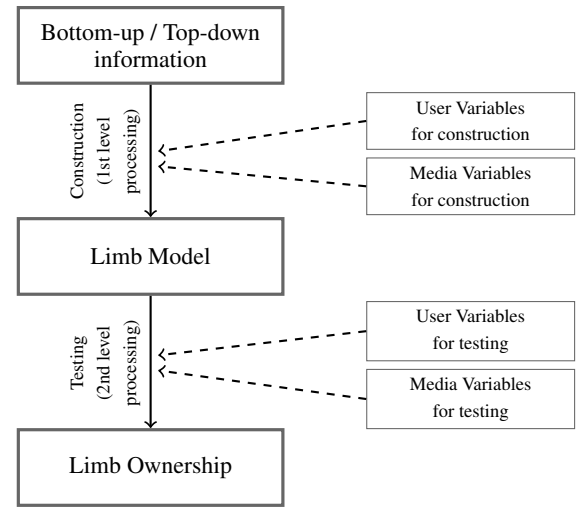 Bottom-up / Top-down
information
Construction
(1st level
processing)
User Variables
for construction
Media Variables
for construction
Limb Model
Testing
(2nd level
processing)
User Variables
for testing
Media Variables
for testing
Limb Ownership